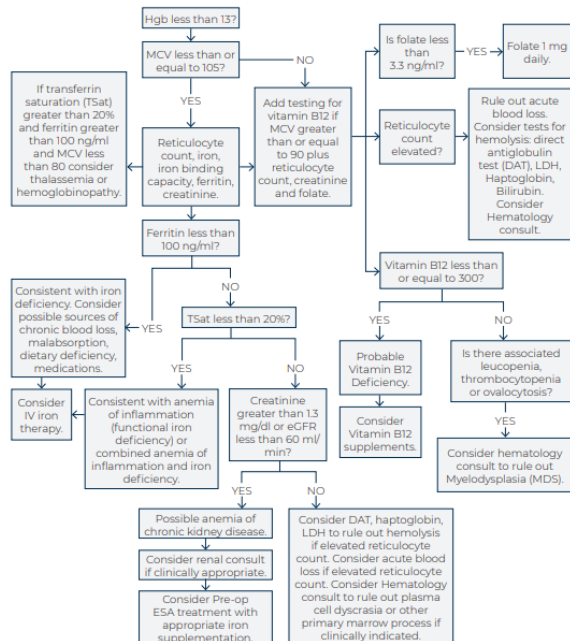 Hgb less than 13?
MCV less than or
equal to 105?
NO
YES
Is folate less
than
3.3 ng/ml?
YES
Folate 1 mg
daily.
If transferrin
saturation (TSat)
greater than 20%
and ferritin greater
than 100 ng/ml
and MCV less
than 80 consider
thalassemia or
hemoglobinopathy.
Reticulocyte
count, iron,
iron binding
capacity, ferritin,
creatinine.
Add testing for
vitamin B12 if
MCV greater than
or equal to
90 plus
reticulocyte
count, creatinine
and folate.
Reticulocyte
count elevated?
Rule out acute
blood loss.
Consider tests for
hemolysis: direct
antiglobulin
test (DAT), LDH,
Haptoglobin,
Bilirubin.
Consider
Hematology
consult.
Ferritin less than
100 ng/ml?
YES
NO
Consistent with iron
deficiency. Consider
possible sources of
chronic blood loss,
malabsorption,
dietary deficiency,
medications.
TSat less than 20%?
YES
NO
Consider
IV iron
therapy.
Consistent with anemia
of inflammation
(functional iron
deficiency) or
combined anemia of
inflammation and iron
deficiency.
Creatinine
greater than 1.3
mg/dl or eGFR
less than 60 ml/
min?
Vitamin B12 less than
or equal to 300?
YES
NO
Probable
Vitamin B12
Deficiency.
Consider
Vitamin B12
supplements.
Is there associated
leucopenia,
thrombocytopenia
or ovalocytosis?
YES
Consider hematology
consult to rule out
Myelodysplasia (MDS).
YES
NO
Possible anemia of
chronic kidney disease.
Consider renal consult
if clinically appropriate.
Consider Pre-op
ESA treatment with
appropriate iron
supplementation.
Consider DAT, haptoglobin,
LDH to rule out hemolysis
if elevated reticulocyte
count. Consider acute blood
loss if elevated reticulocyte
count. Consider Hematology
consult to rule out plasma
cell dyscrasia or other
primary marrow process if
clinically indicated.